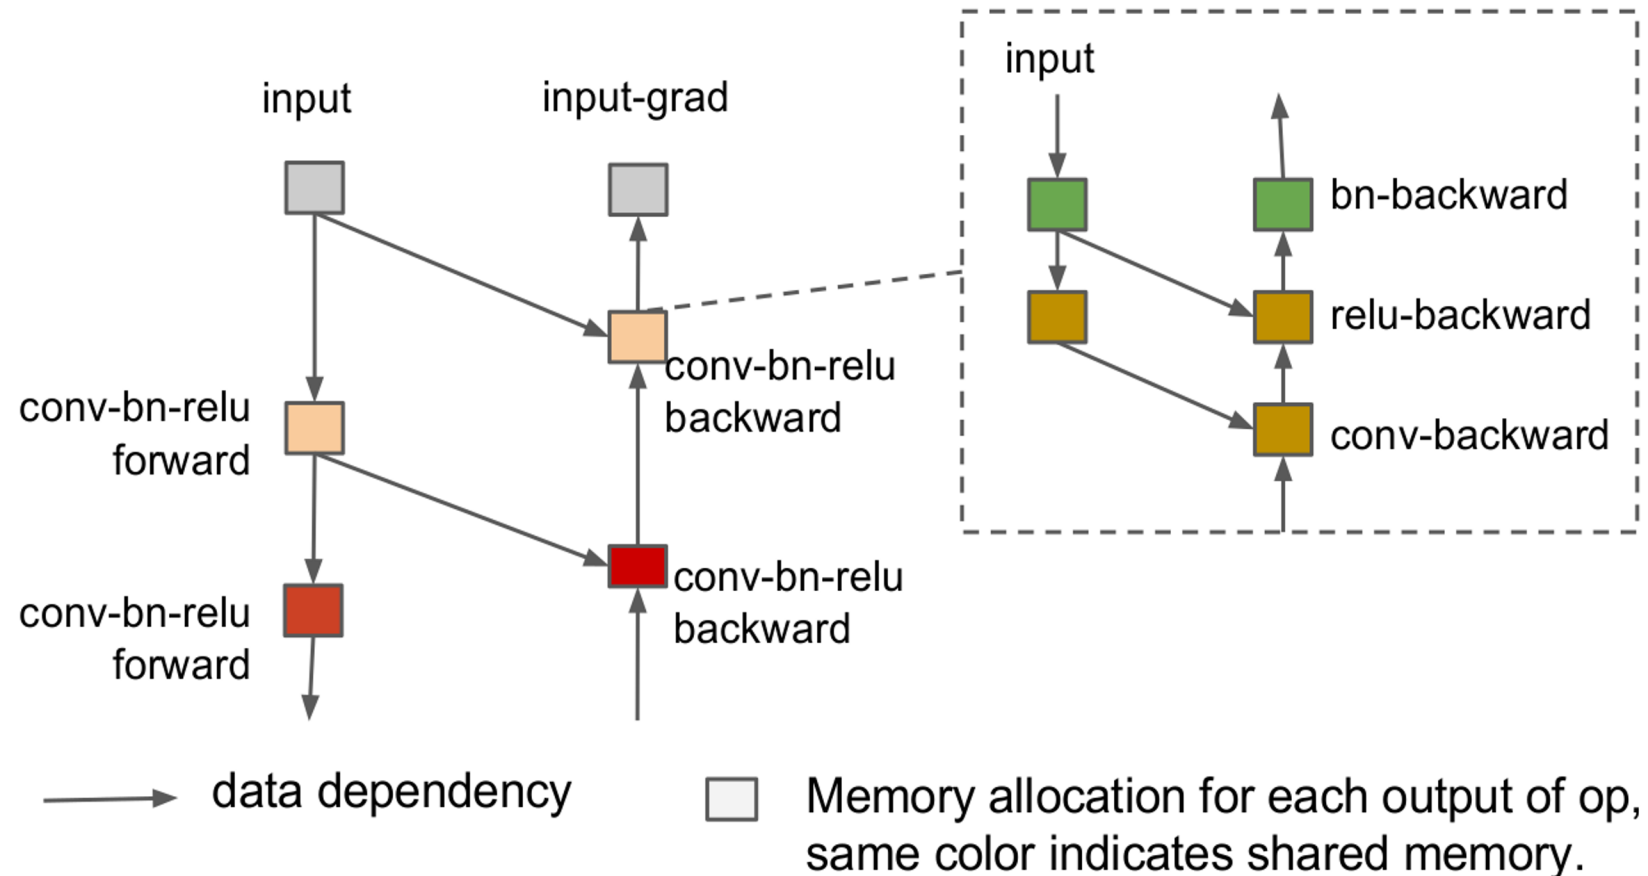 input
input-grad
input
bn-backward
relu-backward
conv-backward
conv-bn-relu
backward
conv-bn-relu
forward
conv-bn-relu
backward
conv-bn-relu
forward
data dependency
Memory allocation for each output of op,
same color indicates shared memory.